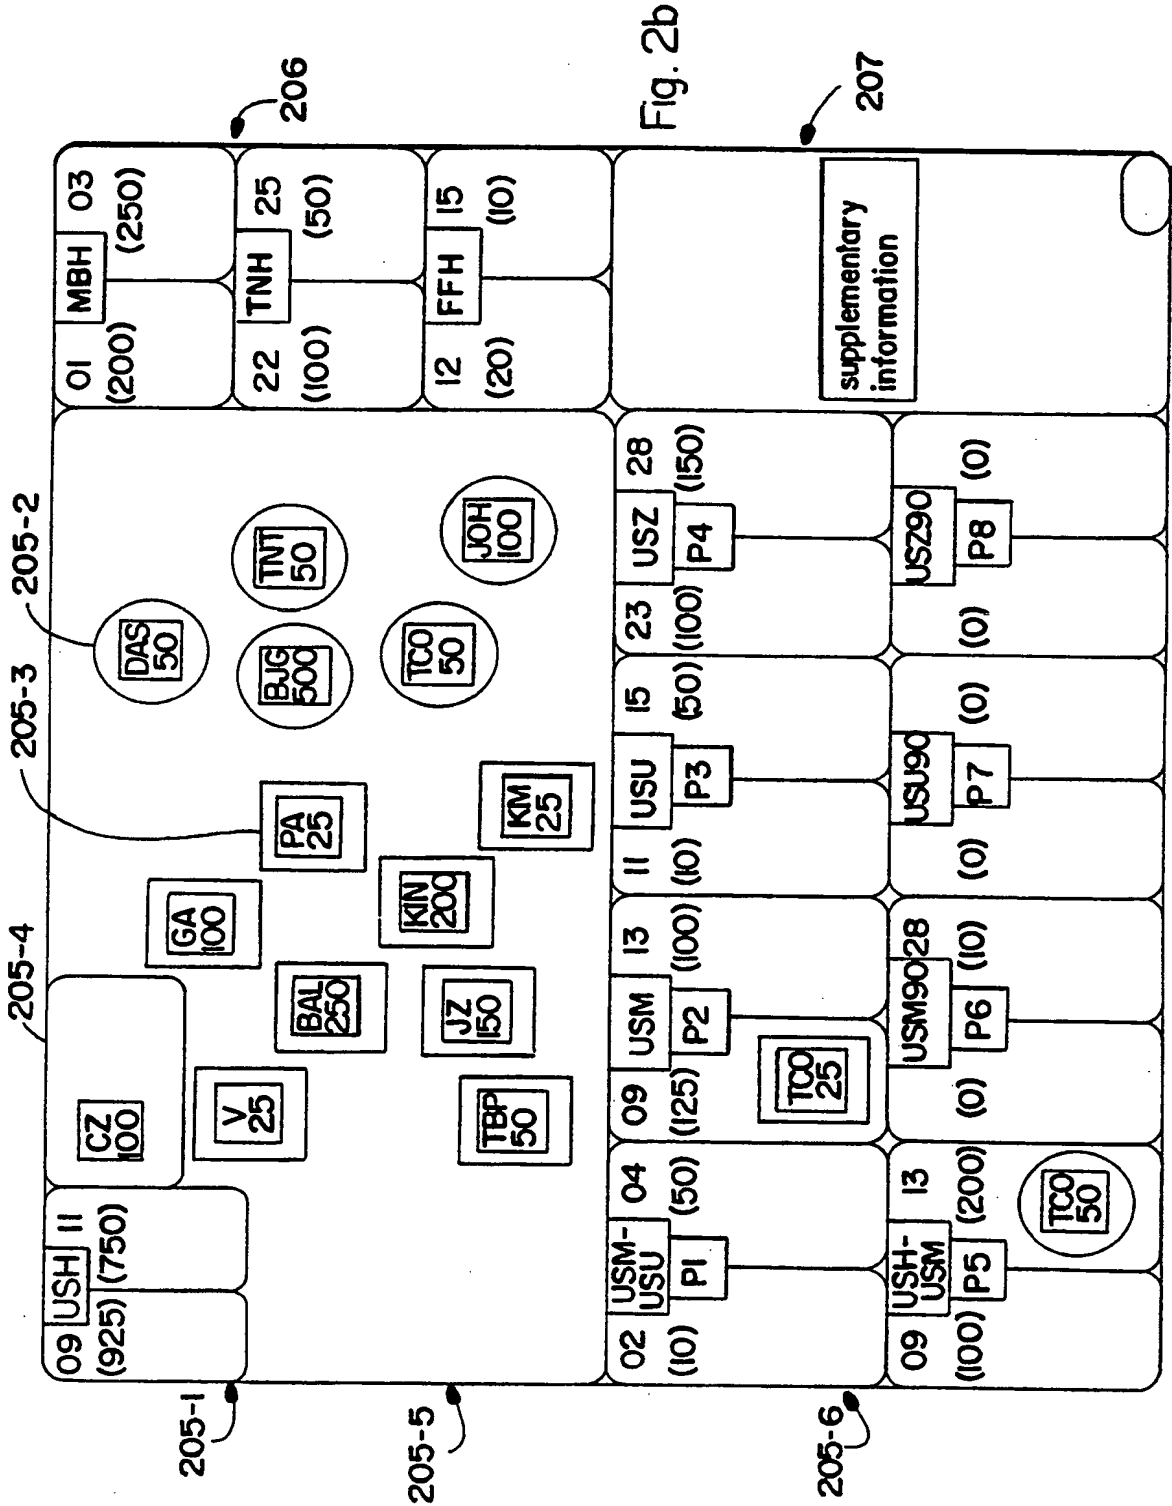 Fig. 2b
205-1
205-2
205-3
205-4
205-5
205-6
206
207
09 USH 11
(925) (750)
CZ
100
V
25
TBP
50
GA
100
BAL
250
JZ
150
PA
25
KIN
200
KM
25
DAS
50
BJG
500
TNT
50
TCO
50
JOH
100
01 MBH 03
(200) (250)
22 TNH 25
(100) (50)
12 FFH 15
(20) (10)
02 USM-
USU 04
(10) P1 (50)
09 USM 13
(125) P2 (100)
TCO
25
11 USU 15
(10) P3 (50)
23 USZ 28
(100) P4 (150)
09 USH-
USM 13
(100) P5 (200)
TCO
50
USM90 28
(0) P6 (10)
USU90
(0) P7 (0)
USZ90
(0) P8 (0)
supplementary
information